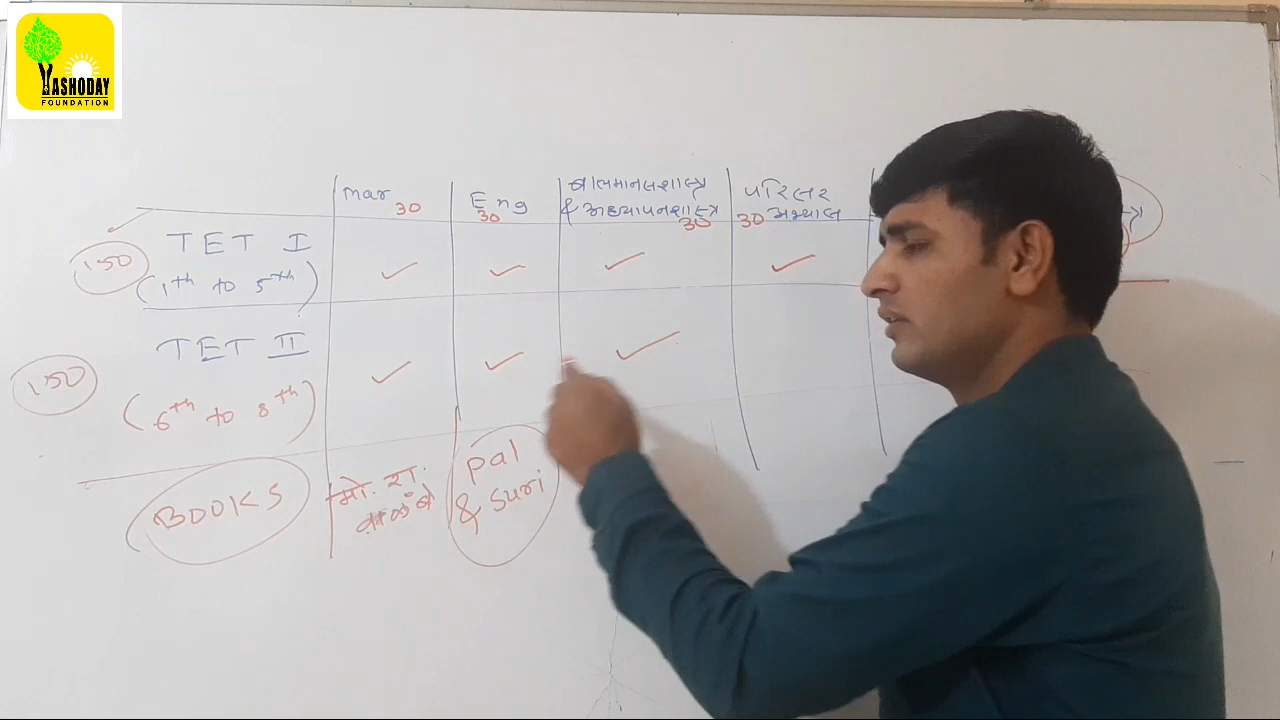 YASHODAY
FOUNDATION
Mar 30
Eng 30
बालमानसशास्त्र
& अध्यापनशास्त्र 30
परिसर
30 अभ्यास
150
TET I
(1th to 5th)
150
TET II
(6th to 8th)
BOOKS
मो. रा.
वाळंबे
pal
& suri